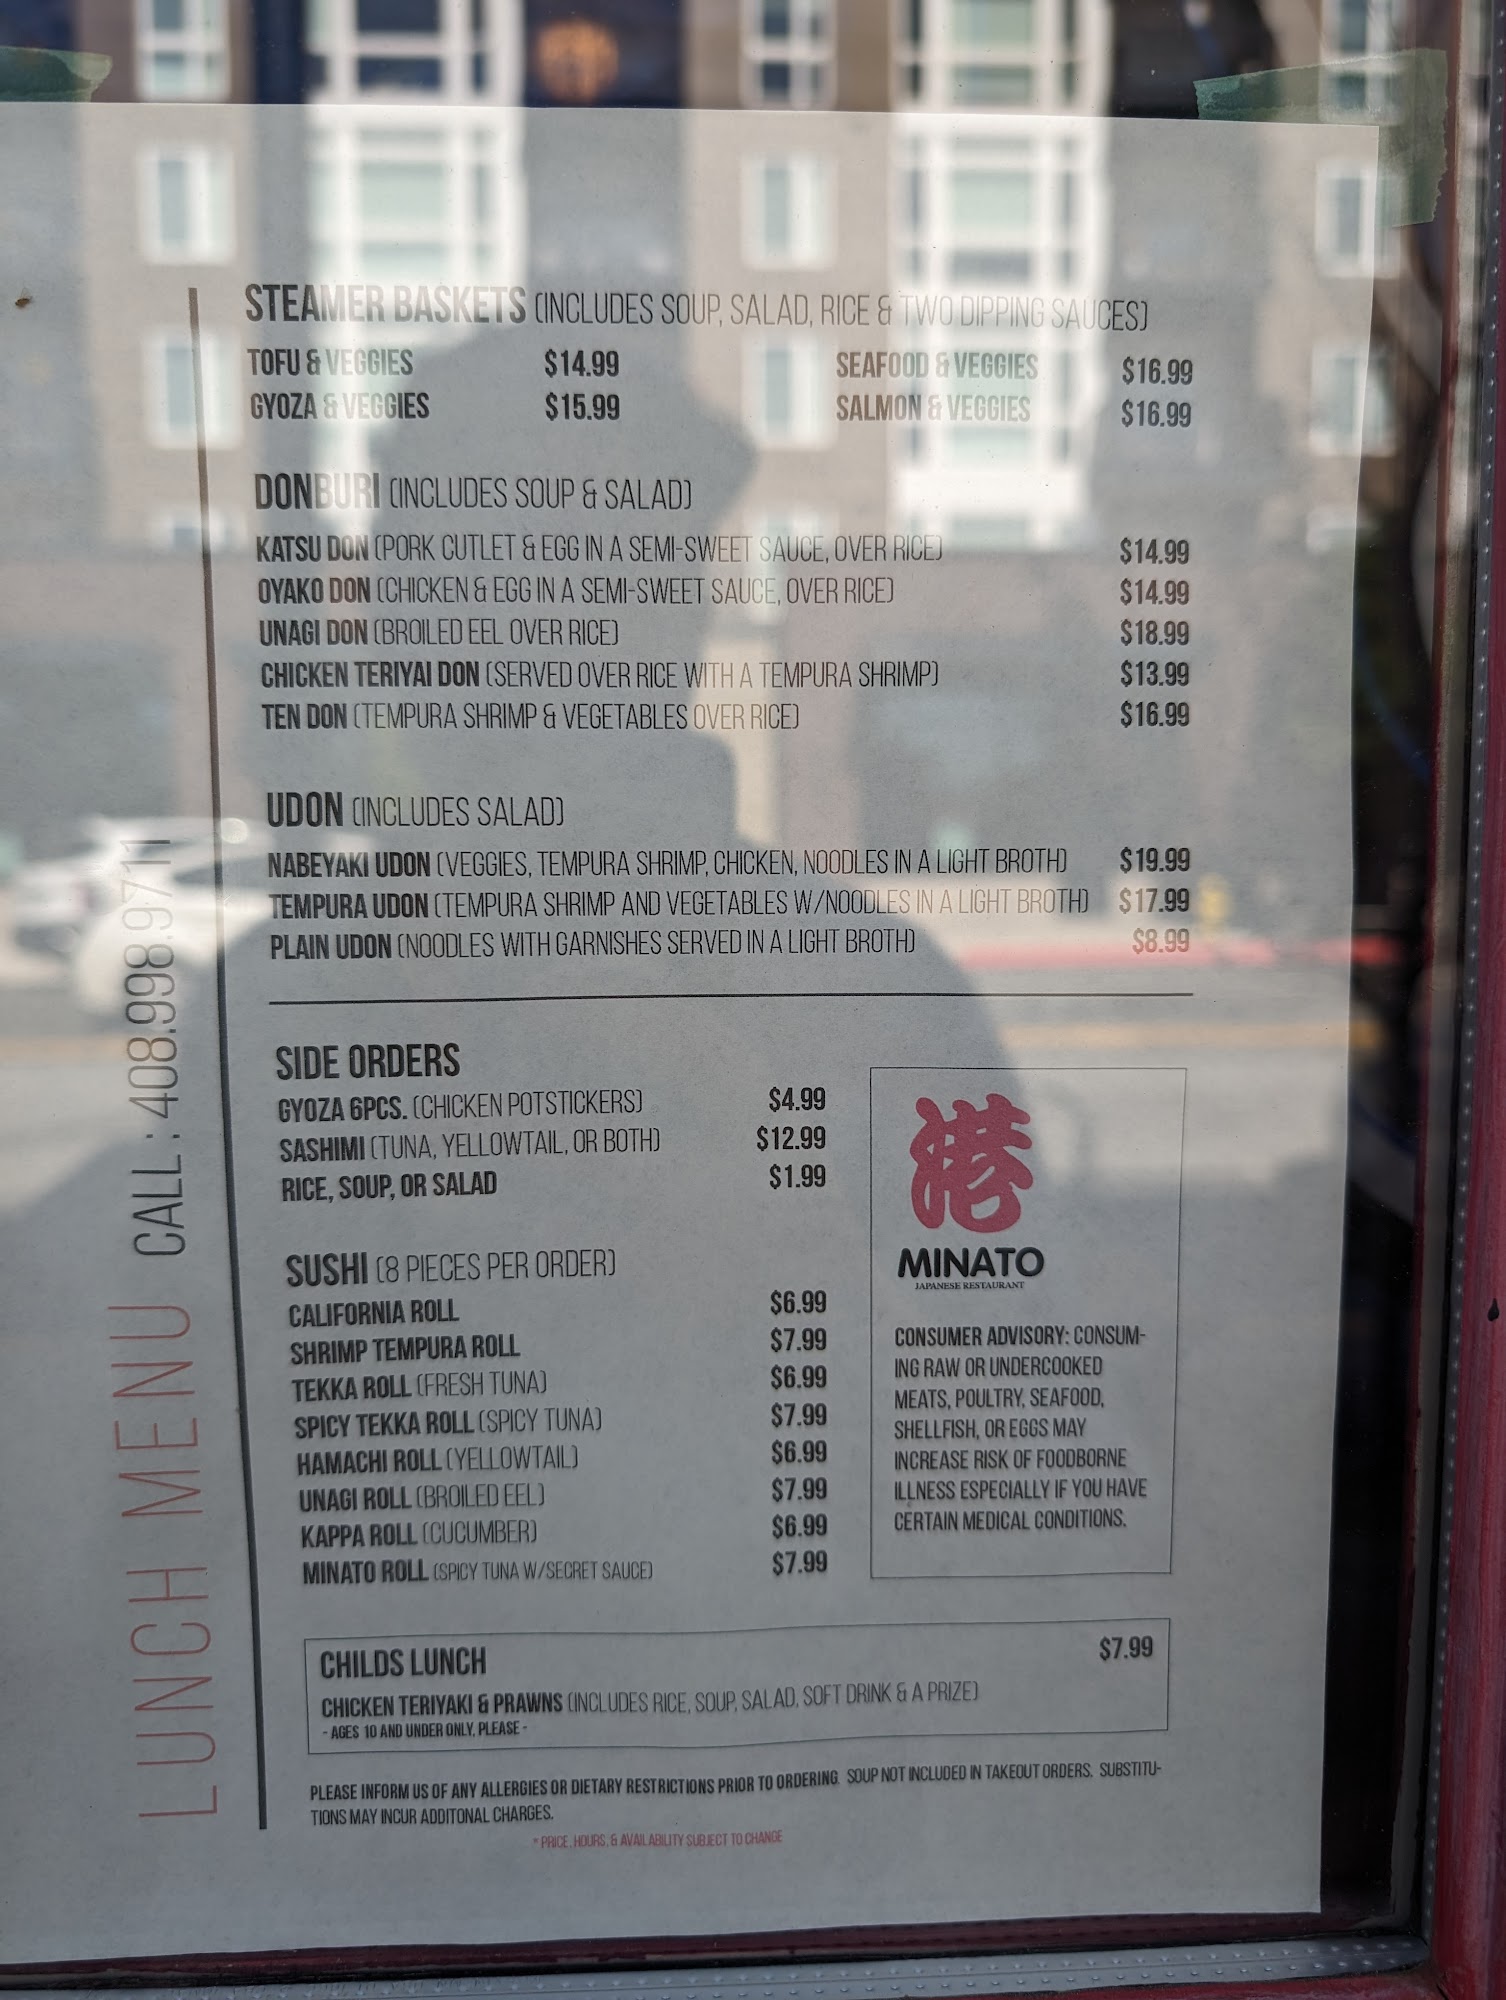 STEAMER BASKETS (INCLUDES SOUP, SALAD, RICE & TWO DIPPING SAUCES)
TOFU & VEGGIES $14.99 SEAFOOD & VEGGIES $16.99
GYOZA & VEGGIES $15.99 SALMON & VEGGIES $16.99
DONBURI (INCLUDES SOUP & SALAD)
KATSU DON (PORK CUTLET & EGG IN A SEMI-SWEET SAUCE, OVER RICE) $14.99
OYAKO DON (CHICKEN & EGG IN A SEMI-SWEET SAUCE, OVER RICE) $14.99
UNAGI DON (BROILED EEL OVER RICE) $18.99
CHICKEN TERIYAI DON (SERVED OVER RICE WITH A TEMPURA SHRIMP) $13.99
TEN DON (TEMPURA SHRIMP & VEGETABLES OVER RICE) $16.99
UDON (INCLUDES SALAD)
NABEYAKI UDON (VEGGIES, TEMPURA SHRIMP, CHICKEN, NOODLES IN A LIGHT BROTH) $19.99
TEMPURA UDON (TEMPURA SHRIMP AND VEGETABLES W/NOODLES IN A LIGHT BROTH) $17.99
PLAIN UDON (NOODLES WITH GARNISHES SERVED IN A LIGHT BROTH) $8.99
SIDE ORDERS
GYOZA 6PCS. (CHICKEN POTSTICKERS) $4.99
SASHIMI (TUNA, YELLOWTAIL, OR BOTH) $12.99
RICE, SOUP, OR SALAD $1.99
SUSHI (8 PIECES PER ORDER)
CALIFORNIA ROLL $6.99
SHRIMP TEMPURA ROLL $7.99
TEKKA ROLL (FRESH TUNA) $6.99
SPICY TEKKA ROLL (SPICY TUNA) $7.99
HAMACHI ROLL (YELLOWTAIL) $6.99
UNAGI ROLL (BROILED EEL) $7.99
KAPPA ROLL (CUCUMBER) $6.99
MINATO ROLL (SPICY TUNA W/SECRET SAUCE) $7.99
港
MINATO
JAPANESE RESTAURANT
CONSUMER ADVISORY: CONSUM-
ING RAW OR UNDERCOOKED
MEATS, POULTRY, SEAFOOD,
SHELLFISH, OR EGGS MAY
INCREASE RISK OF FOODBORNE
ILLNESS ESPECIALLY IF YOU HAVE
CERTAIN MEDICAL CONDITIONS.
CHILDS LUNCH $7.99
CHICKEN TERIYAKI & PRAWNS (INCLUDES RICE, SOUP, SALAD, SOFT DRINK & A PRIZE)
- AGES 10 AND UNDER ONLY, PLEASE -
PLEASE INFORM US OF ANY ALLERGIES OR DIETARY RESTRICTIONS PRIOR TO ORDERING. SOUP NOT INCLUDED IN TAKEOUT ORDERS. SUBSTITU-
TIONS MAY INCUR ADDITONAL CHARGES.
* PRICE, HOURS, & AVAILABILITY SUBJECT TO CHANGE
LUNCH MENU CALL : 408.998.9711